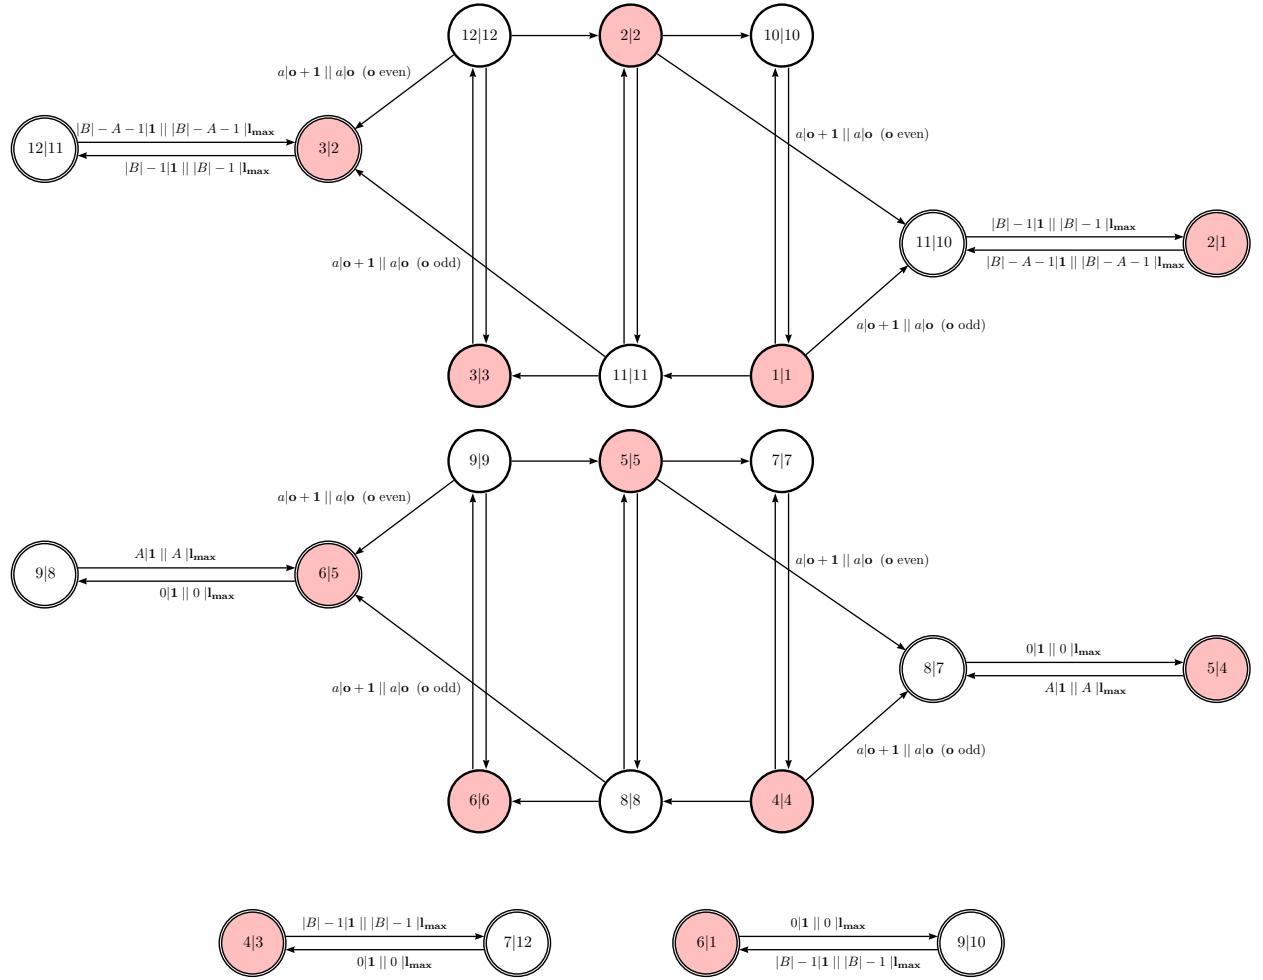 12|12
2|2
10|10
a|o + 1 || a|o (o even)
|B| − A − 1|1 || |B| − A − 1 |l_max
a|o + 1 || a|o (o even)
12|11
3|2
|B| − 1|1 || |B| − 1 |l_max
|B| − 1|1 || |B| − 1 |l_max
11|10
2|1
a|o + 1 || a|o (o odd)
|B| − A − 1|1 || |B| − A − 1 |l_max
a|o + 1 || a|o (o odd)
3|3
11|11
1|1
9|9
5|5
7|7
a|o + 1 || a|o (o even)
A|1 || A |l_max
a|o + 1 || a|o (o even)
9|8
6|5
0|1 || 0 |l_max
0|1 || 0 |l_max
8|7
5|4
a|o + 1 || a|o (o odd)
A|1 || A |l_max
a|o + 1 || a|o (o odd)
6|6
8|8
4|4
|B| − 1|1 || |B| − 1 |l_max
0|1 || 0 |l_max
4|3
7|12
6|1
9|10
0|1 || 0 |l_max
|B| − 1|1 || |B| − 1 |l_max